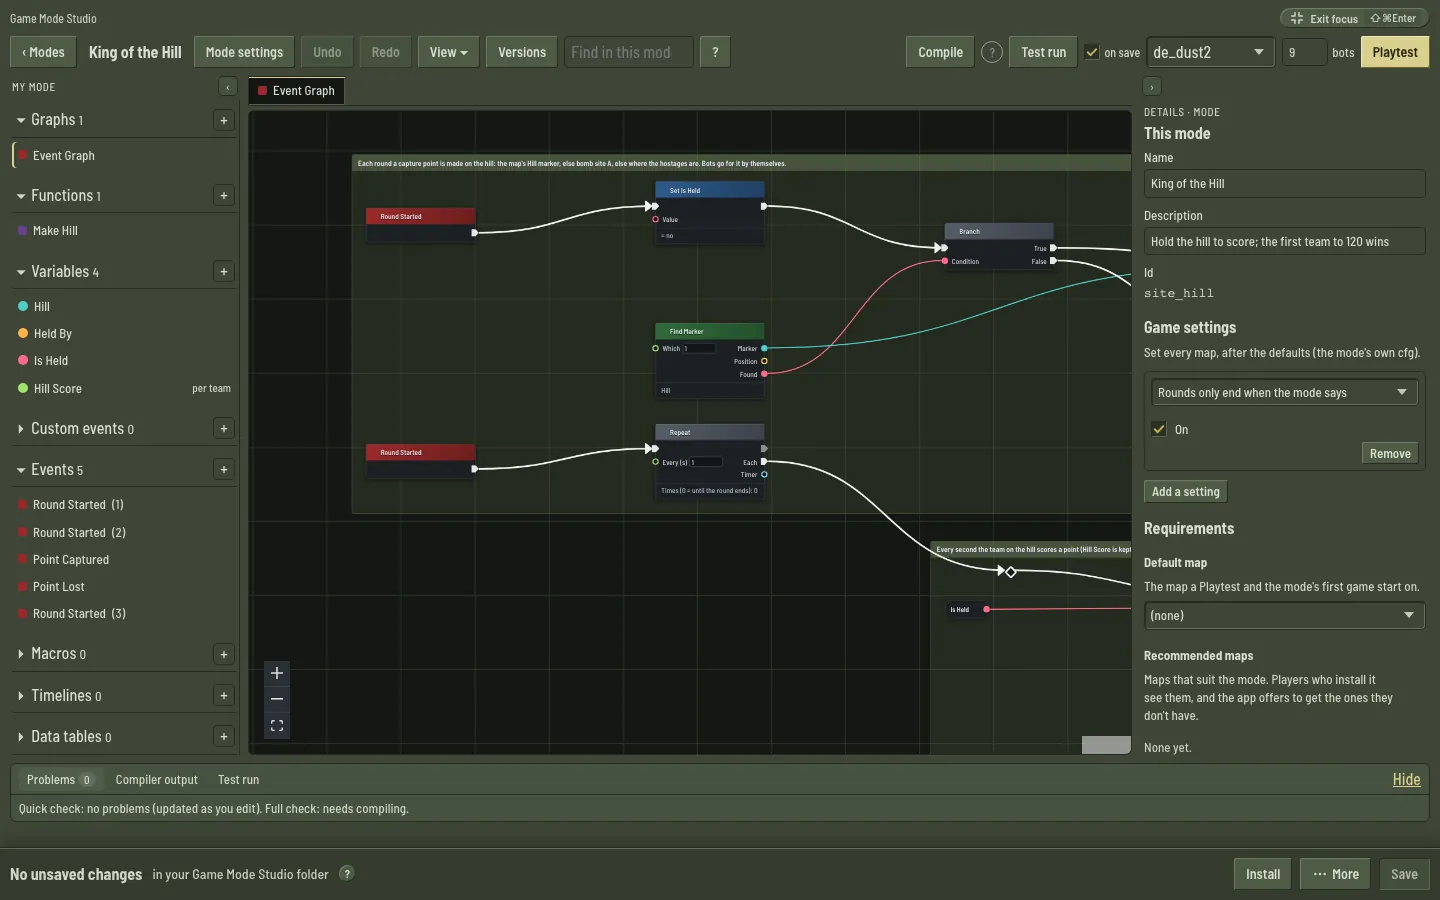 Game Mode Studio
Exit focus ⇧⌘Enter
‹ Modes King of the Hill Mode settings Undo Redo View Versions Find in this mod ? Compile ? Test run on save de_dust2 9 bots Playtest
MY MODE
Graphs 1
Event Graph
Functions 1
Make Hill
Variables 4
Hill
Held By
Is Held
Hill Score per team
Custom events 0
Events 5
Round Started (1)
Round Started (2)
Point Captured
Point Lost
Round Started (3)
Macros 0
Timelines 0
Data tables 0
Event Graph
Each round a capture point is made on the hill: the map's Hill marker, else bomb site A, else where the hostages are. Bots go for it by themselves.
Round Started
Set Is Held
Value
= no
Branch
True
Condition False
Find Marker
Which 1 Marker
Position
Found
Hill
Round Started
Repeat
Every (s) 1 Each
Timer
Times (0 = until the round ends): 0
Every second the team on the hill scores a point (Hill Score is kept
Is Held
DETAILS · MODE
This mode
Name
King of the Hill
Description
Hold the hill to score; the first team to 120 wins
Id
site_hill
Game settings
Set every map, after the defaults (the mode's own cfg).
Rounds only end when the mode says
On
Remove
Add a setting
Requirements
Default map
The map a Playtest and the mode's first game start on.
(none)
Recommended maps
Maps that suit the mode. Players who install it
see them, and the app offers to get the ones they
don't have.
None yet.
Problems 0 Compiler output Test run Hide
Quick check: no problems (updated as you edit). Full check: needs compiling.
No unsaved changes in your Game Mode Studio folder ? Install ··· More Save